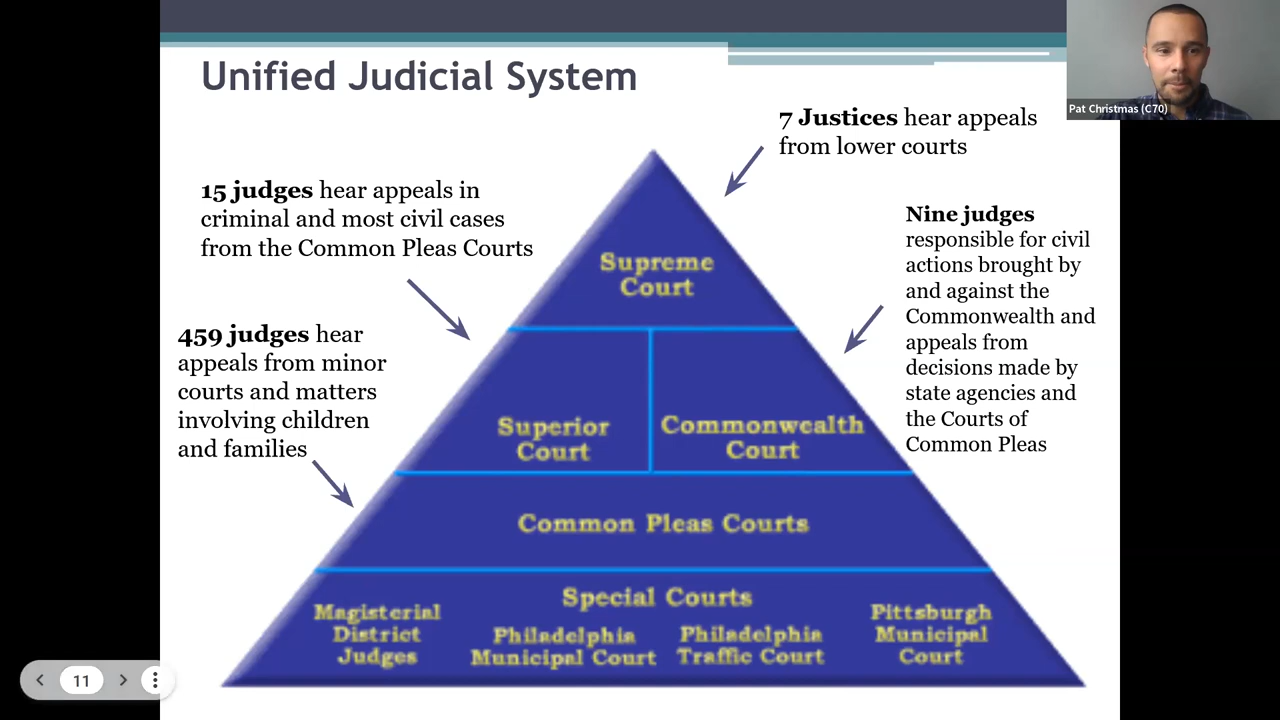 Unified Judicial System
Pat Christmas (C70)
7 Justices hear appeals
from lower courts
15 judges hear appeals in
criminal and most civil cases
from the Common Pleas Courts
Nine judges
responsible for civil
actions brought by
and against the
Commonwealth and
appeals from
decisions made by
state agencies and
the Courts of
Common Pleas
459 judges hear
appeals from minor
courts and matters
involving children
and families
Supreme
Court
Superior
Court
Commonwealth
Court
Common Pleas Courts
Special Courts
Magisterial
District
Judges
Philadelphia
Municipal Court
Philadelphia
Traffic Court
Pittsburgh
Municipal
Court
11